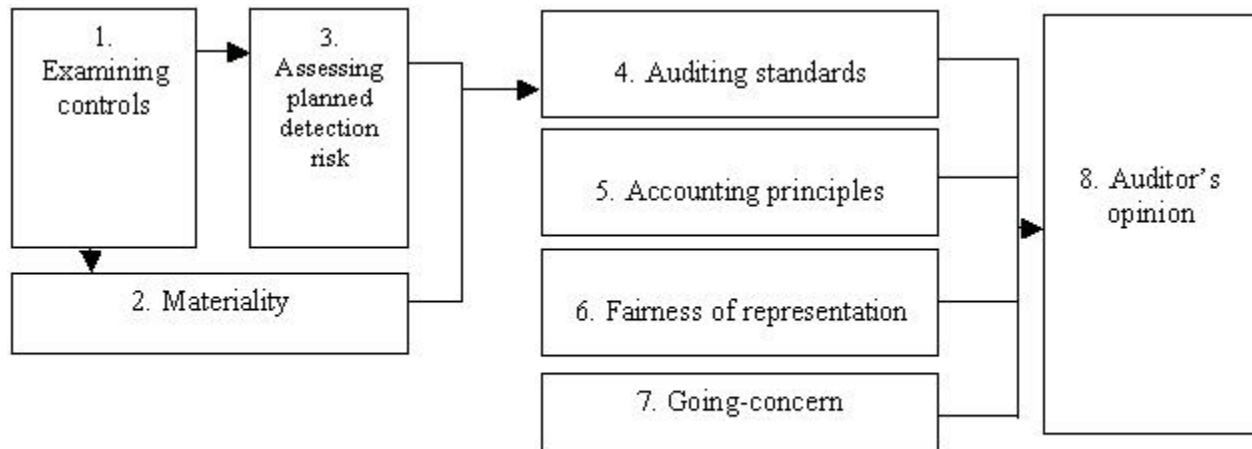 1.
Examining
controls
3.
Assessing
planned
detection
risk
2. Materiality
4. Auditing standards
5. Accounting principles
6. Fairness of representation
7. Going-concern
8. Auditor's
opinion